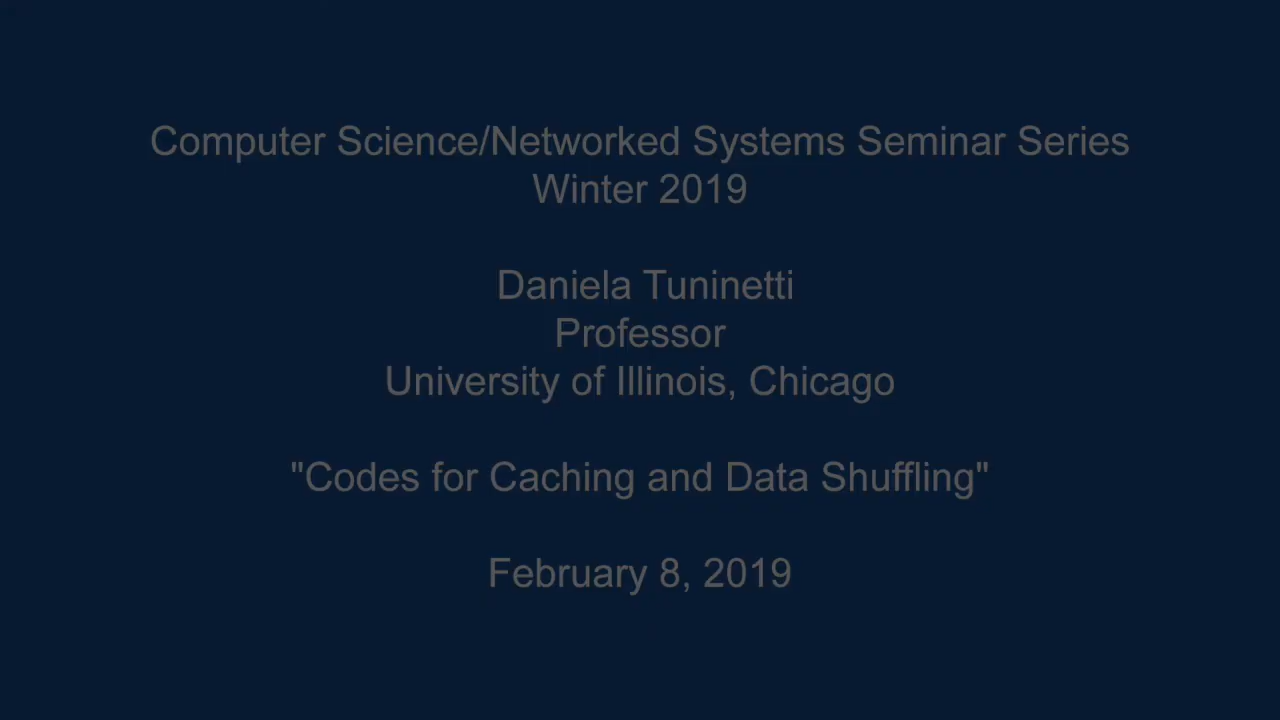 Computer Science/Networked Systems Seminar Series
Winter 2019
Daniela Tuninetti
Professor
University of Illinois, Chicago
"Codes for Caching and Data Shuffling"
February 8, 2019